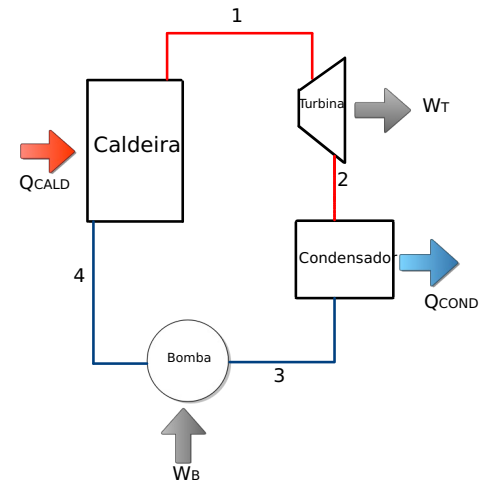 1
Turbina
WT
Caldeira
QCALD
2
Condensador
4
QCOND
Bomba
3
WB